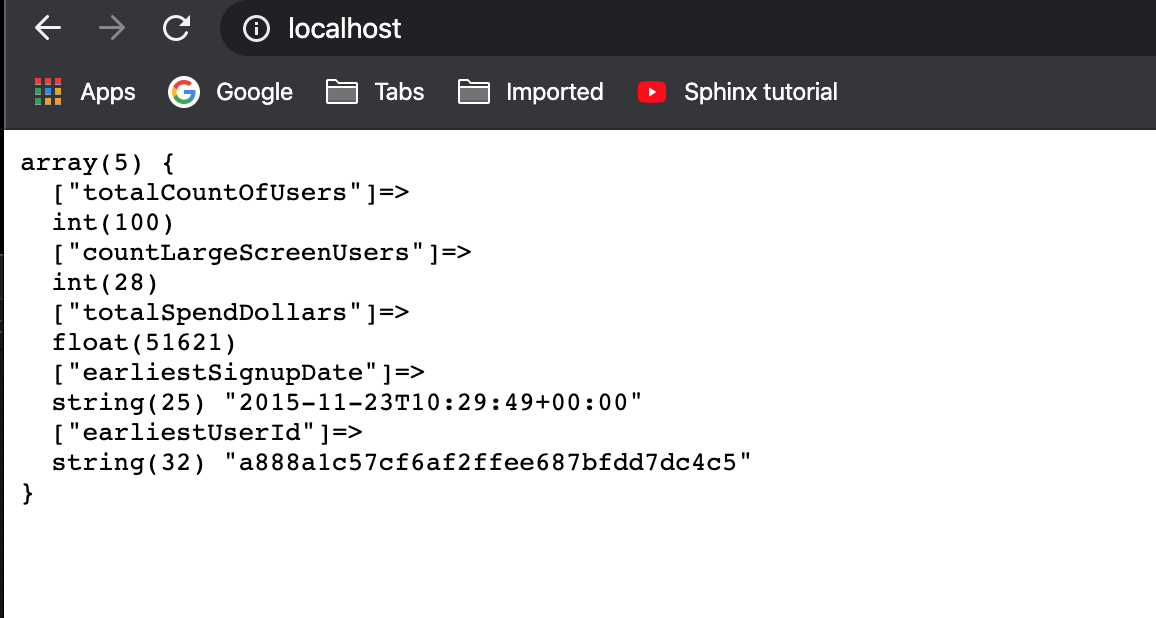 localhost
Apps Google Tabs Imported Sphinx tutorial
array(5) {
  ["totalCountOfUsers"]=>
  int(100)
  ["countLargeScreenUsers"]=>
  int(28)
  ["totalSpendDollars"]=>
  float(51621)
  ["earliestSignupDate"]=>
  string(25) "2015-11-23T10:29:49+00:00"
  ["earliestUserId"]=>
  string(32) "a888a1c57cf6af2ffee687bfdd7dc4c5"
}